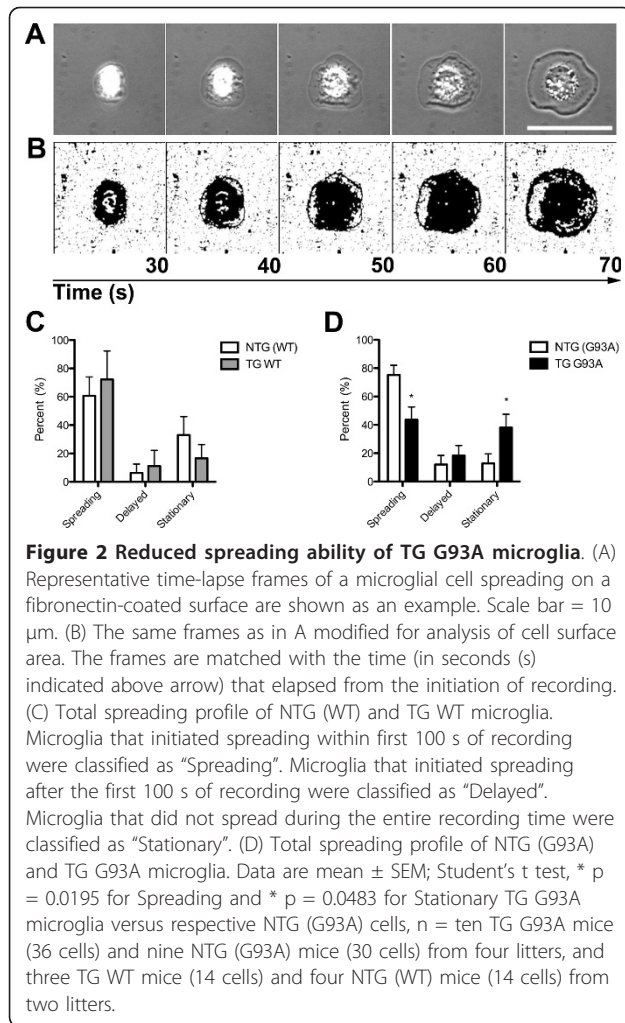 A
B
30 40 50 60 70
Time (s)
C D
100
80
60
40
20
0
Percent (%)
NTG (WT)
TG WT
Spreading
Delayed
Stationary
100
80
60
40
20
0
Percent (%)
NTG (G93A)
TG G93A
*
*
Spreading
Delayed
Stationary
Figure 2 Reduced spreading ability of TG G93A microglia. (A)
Representative time-lapse frames of a microglial cell spreading on a
fibronectin-coated surface are shown as an example. Scale bar = 10
μm. (B) The same frames as in A modified for analysis of cell surface
area. The frames are matched with the time (in seconds (s)
indicated above arrow) that elapsed from the initiation of recording.
(C) Total spreading profile of NTG (WT) and TG WT microglia.
Microglia that initiated spreading within first 100 s of recording
were classified as “Spreading”. Microglia that initiated spreading
after the first 100 s of recording were classified as “Delayed”.
Microglia that did not spread during the entire recording time were
classified as “Stationary”. (D) Total spreading profile of NTG (G93A)
and TG G93A microglia. Data are mean ± SEM; Student’s t test, * p
= 0.0195 for Spreading and * p = 0.0483 for Stationary TG G93A
microglia versus respective NTG (G93A) cells, n = ten TG G93A mice
(36 cells) and nine NTG (G93A) mice (30 cells) from four litters, and
three TG WT mice (14 cells) and four NTG (WT) mice (14 cells) from
two litters.